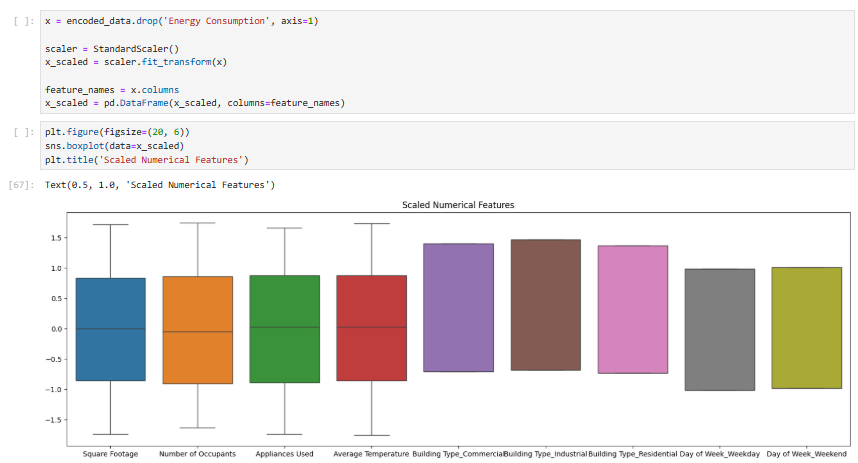 [ ]: x = encoded_data.drop('Energy Consumption', axis=1)
scaler = StandardScaler()
x_scaled = scaler.fit_transform(x)
feature_names = x.columns
x_scaled = pd.DataFrame(x_scaled, columns=feature_names)
[ ]: plt.figure(figsize=(20, 6))
sns.boxplot(data=x_scaled)
plt.title('Scaled Numerical Features')
[67]: Text(0.5, 1.0, 'Scaled Numerical Features')
Scaled Numerical Features
1.5
1.0
0.5
0.0
−0.5
−1.0
−1.5
Square Footage Number of Occupants Appliances Used Average Temperature Building Type_Commercial Building Type_Industrial Building Type_Residential Day of Week_Weekday Day of Week_Weekend